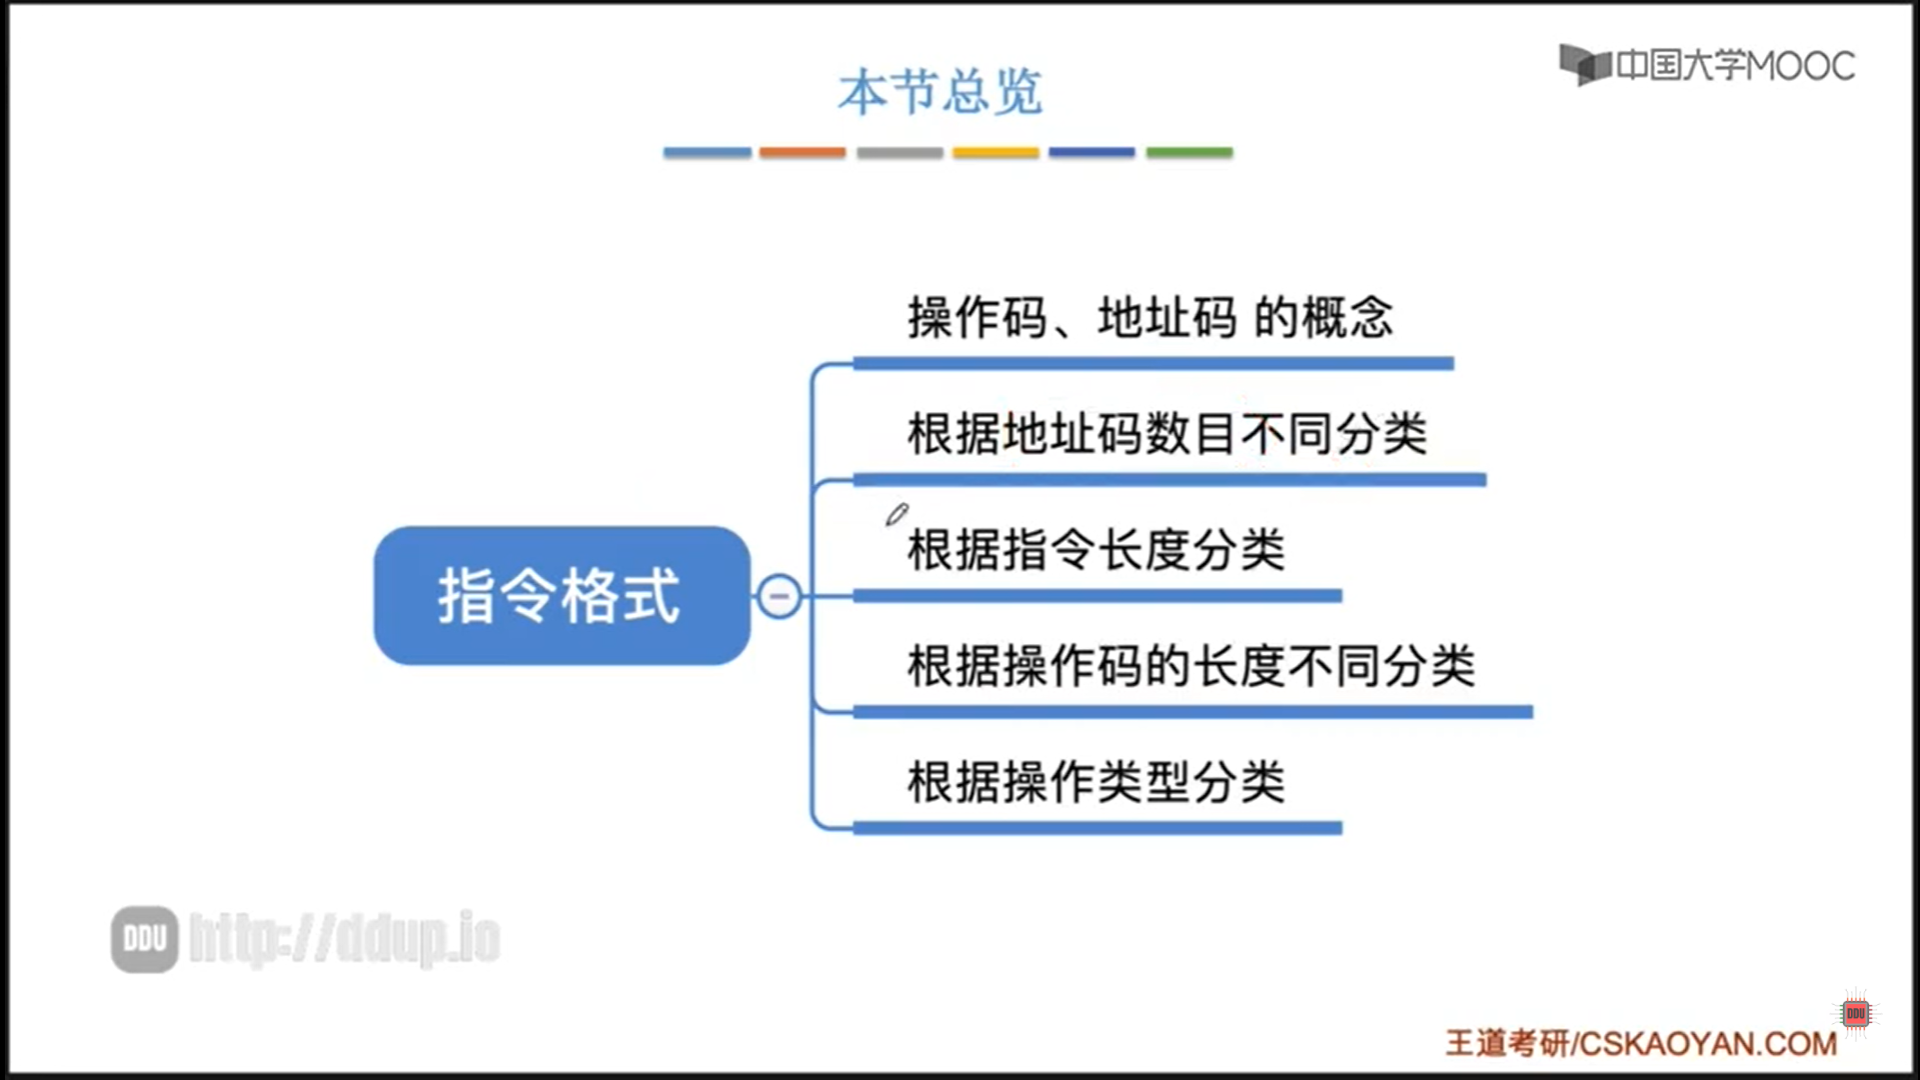 中国大学MOOC
本节总览
操作码、地址码 的概念
根据地址码数目不同分类
根据指令长度分类
指令格式
根据操作码的长度不同分类
根据操作类型分类
DDU http://ddup.io
DDU
王道考研/CSKAOYAN.COM